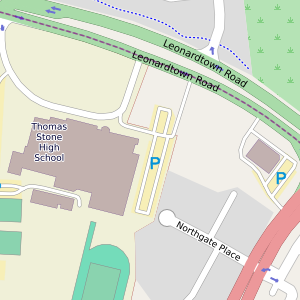 Leonardtown Road
Leonardtown Road
Thomas
Stone
High
School
P
P
Northgate Place